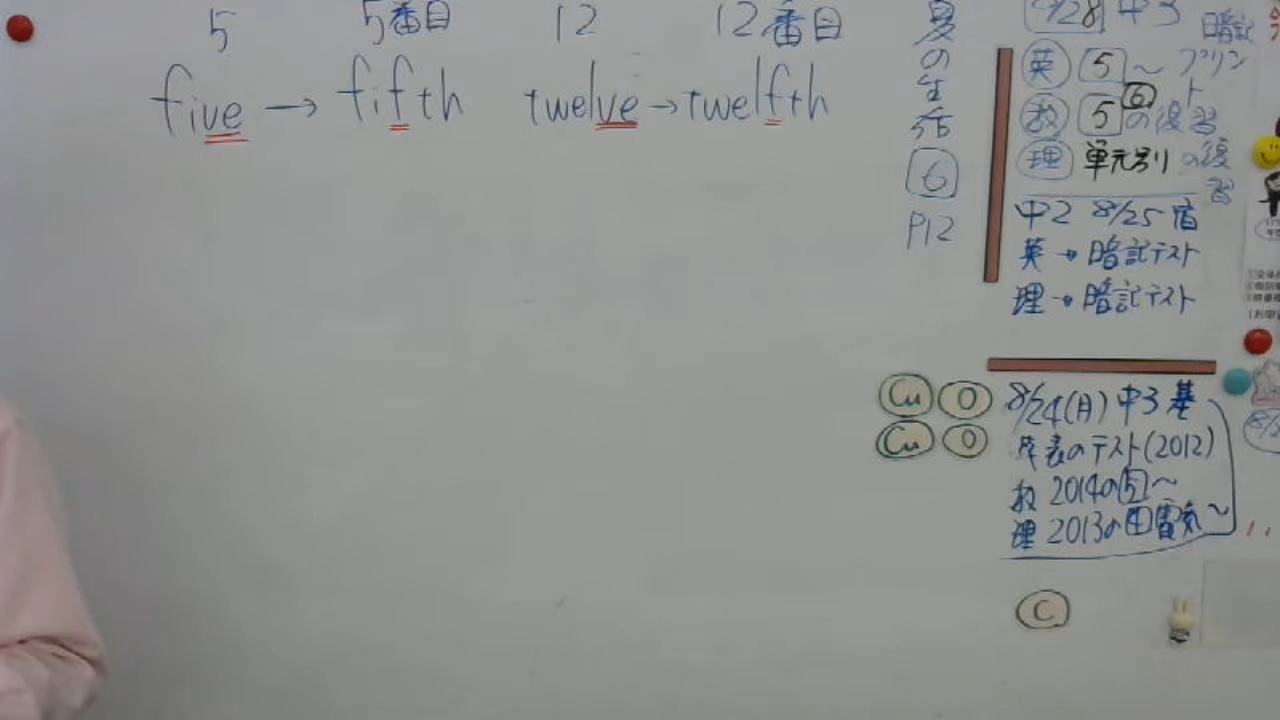 5 5番目 12 12番目
five → fifth twelve → twelfth
夏の生活
6
P12
4/28 中3 暗記
英 5 ~ プリント
数 5 6 の復習
理 単元別 の復習
中2 8/25 宿
英 → 暗記テスト
理 → 暗記テスト
Cu O
Cu O
8/24(月) 中3 基
年表のテスト(2012)
数 2014の5~
理 2013の4電気~
C